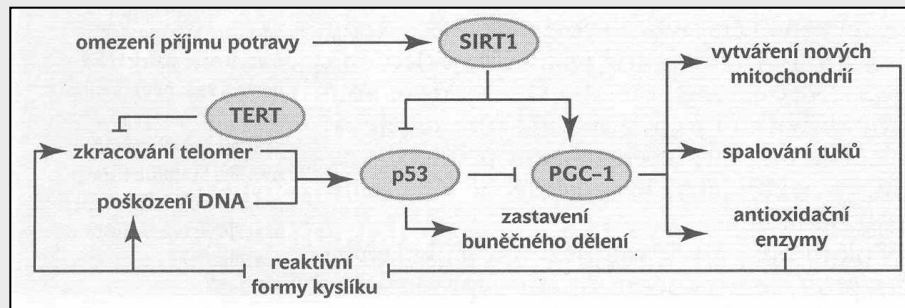 omezení příjmu potravy
SIRT1
vytváření nových
mitochondrií
TERT
zkracování telomer
p53
PGC–1
spalování tuků
poškození DNA
zastavení
buněčného dělení
antioxidační
enzymy
reaktivní
formy kyslíku